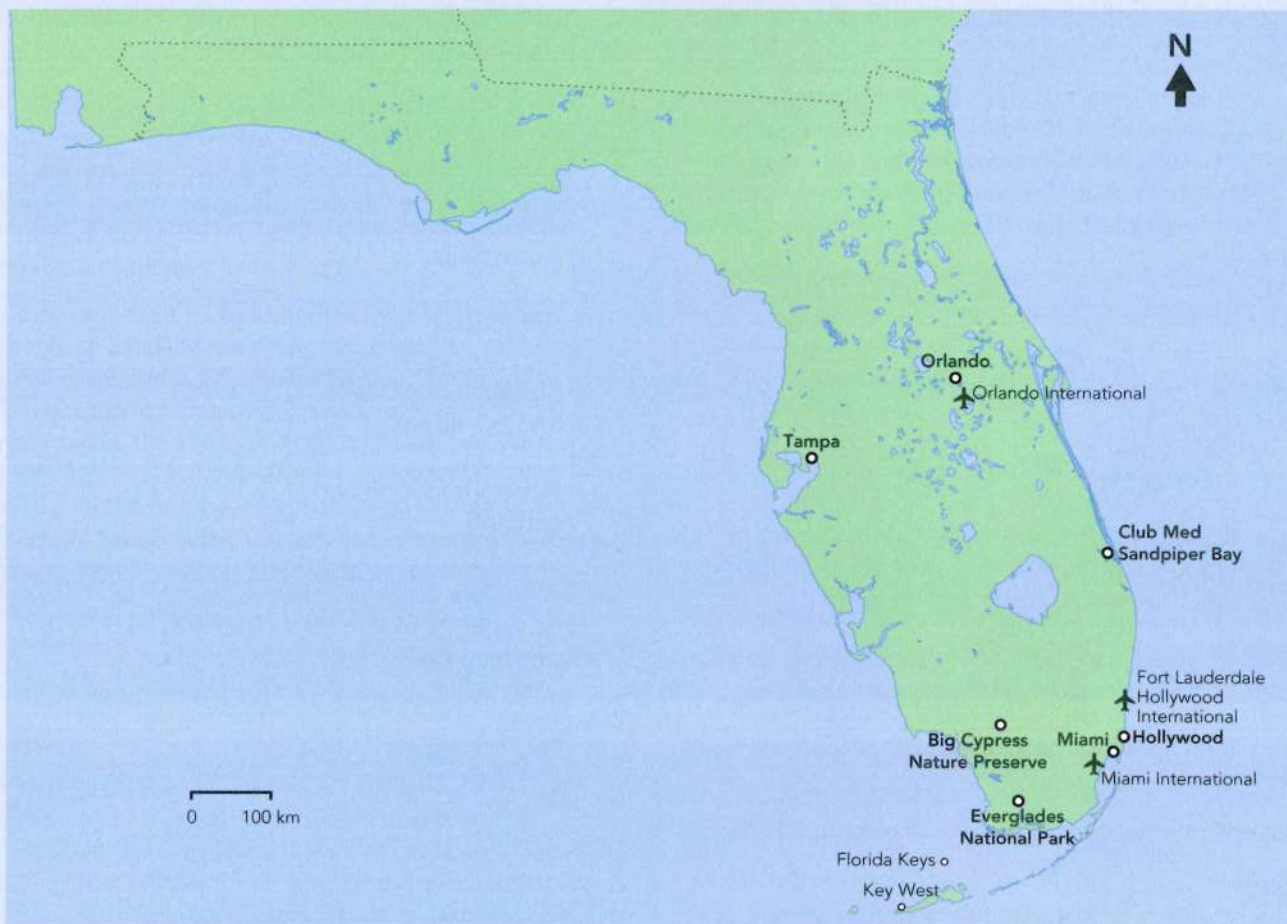 N
Orlando
Orlando International
Tampa
Club Med
Sandpiper Bay
Fort Lauderdale
Hollywood
International
Hollywood
Miami
Miami International
Big Cypress
Nature Preserve
Everglades
National Park
Florida Keys
Key West
0 100 km